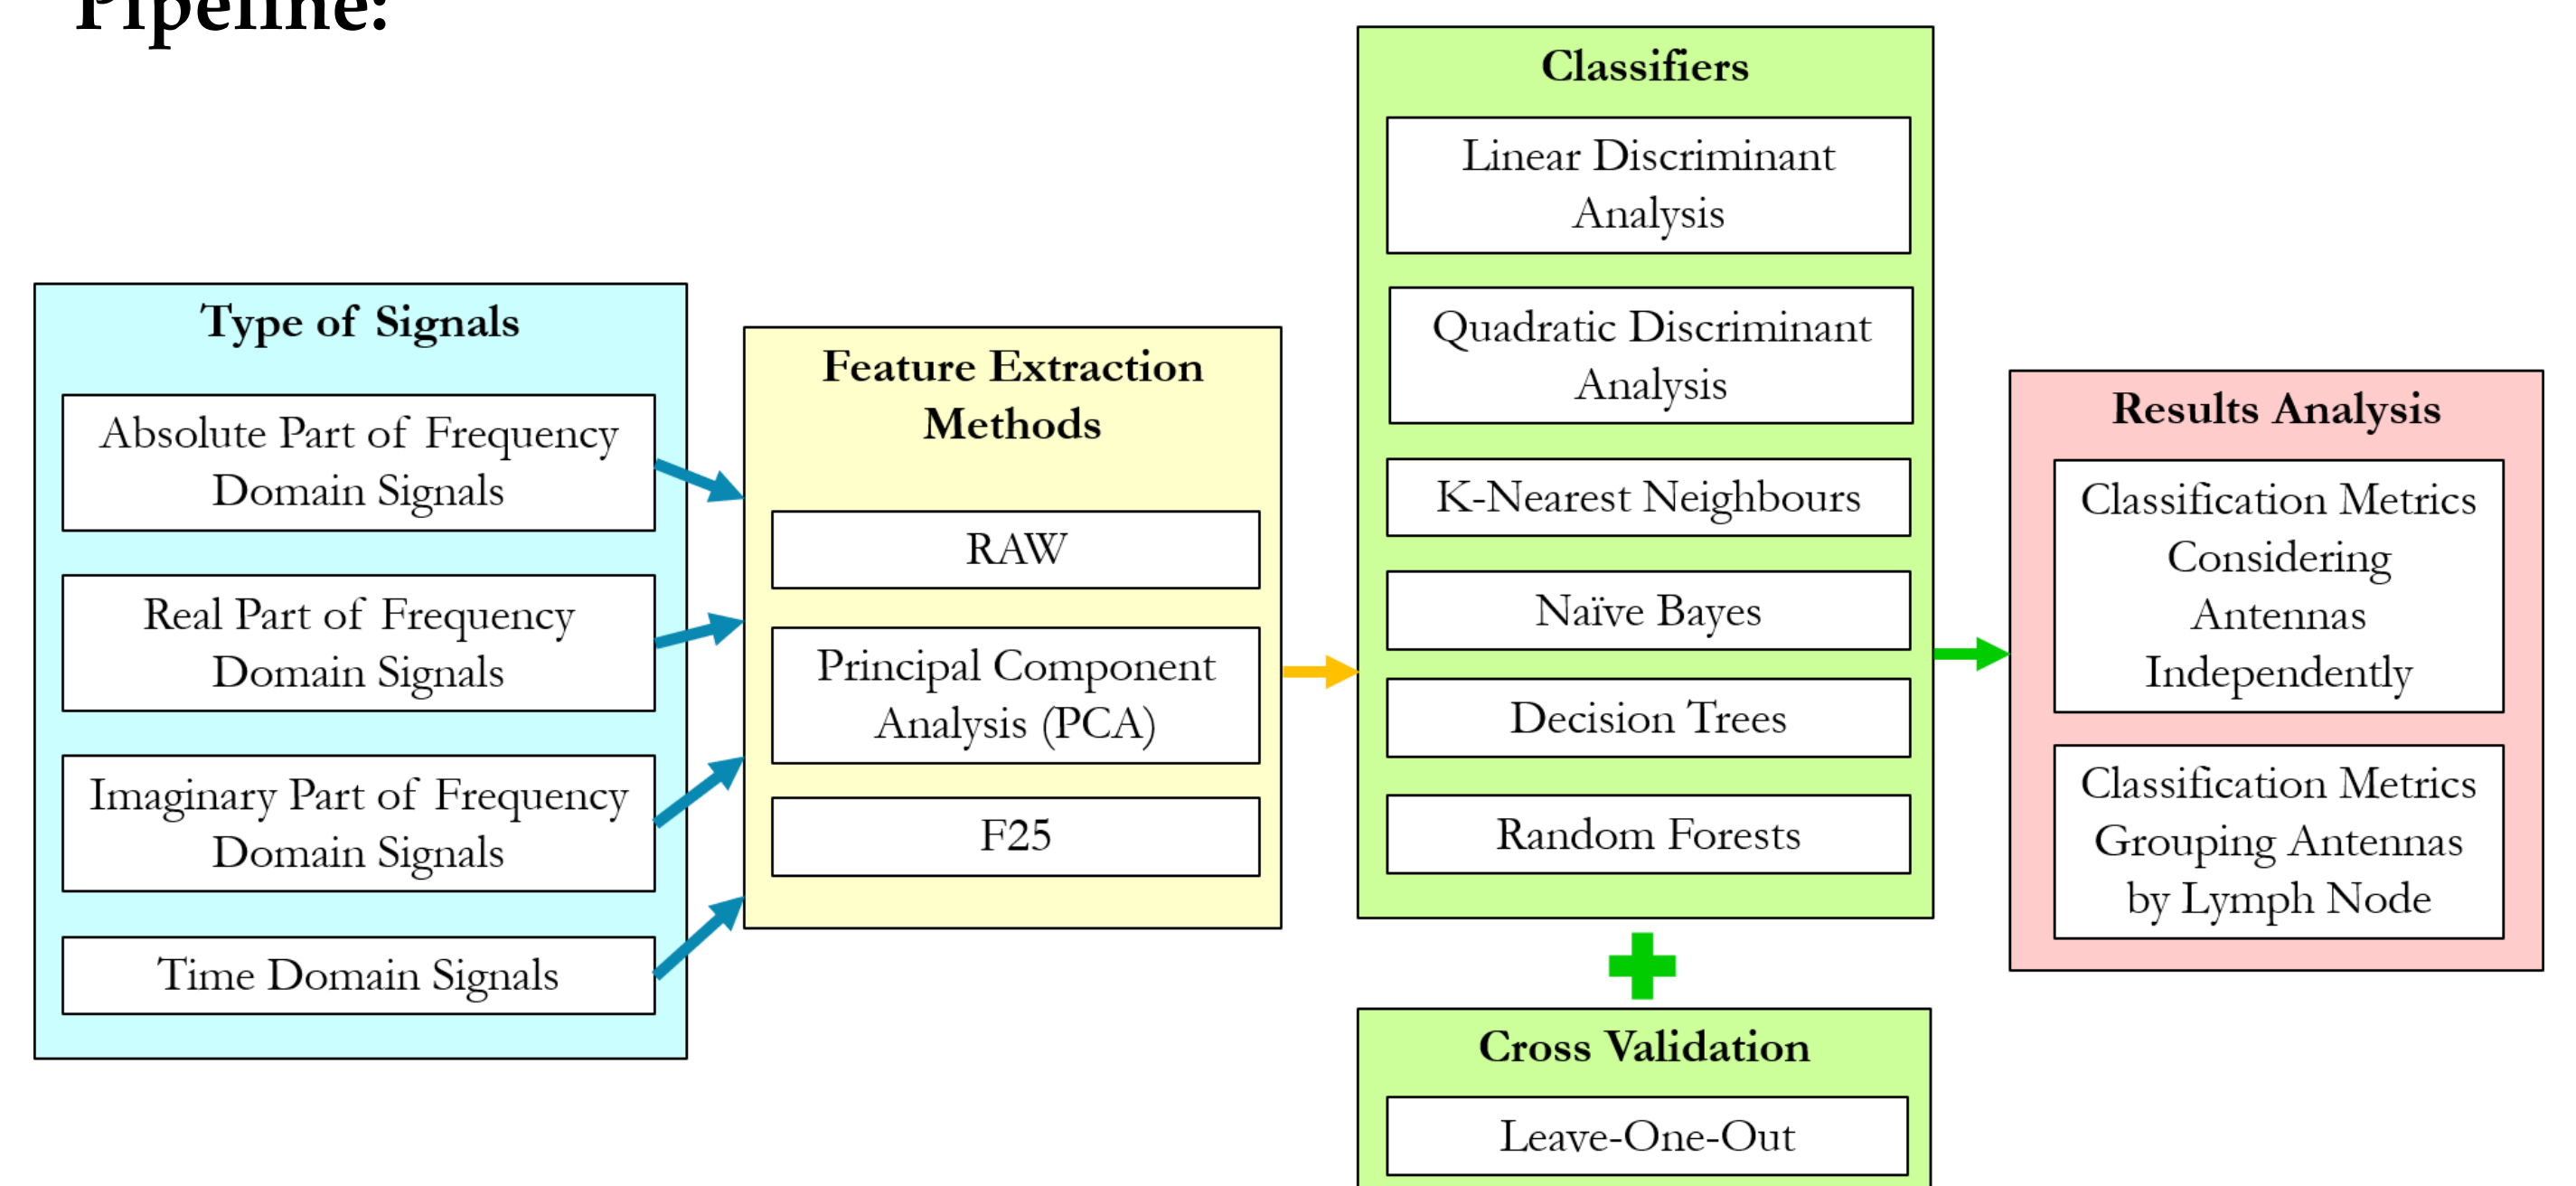 Pipeline:
Type of Signals
Absolute Part of Frequency
Domain Signals
Real Part of Frequency
Domain Signals
Imaginary Part of Frequency
Domain Signals
Time Domain Signals
Feature Extraction
Methods
RAW
Principal Component
Analysis (PCA)
F25
Classifiers
Linear Discriminant
Analysis
Quadratic Discriminant
Analysis
K-Nearest Neighbours
Naïve Bayes
Decision Trees
Random Forests
Cross Validation
Leave-One-Out
Results Analysis
Classification Metrics
Considering
Antennas
Independently
Classification Metrics
Grouping Antennas
by Lymph Node